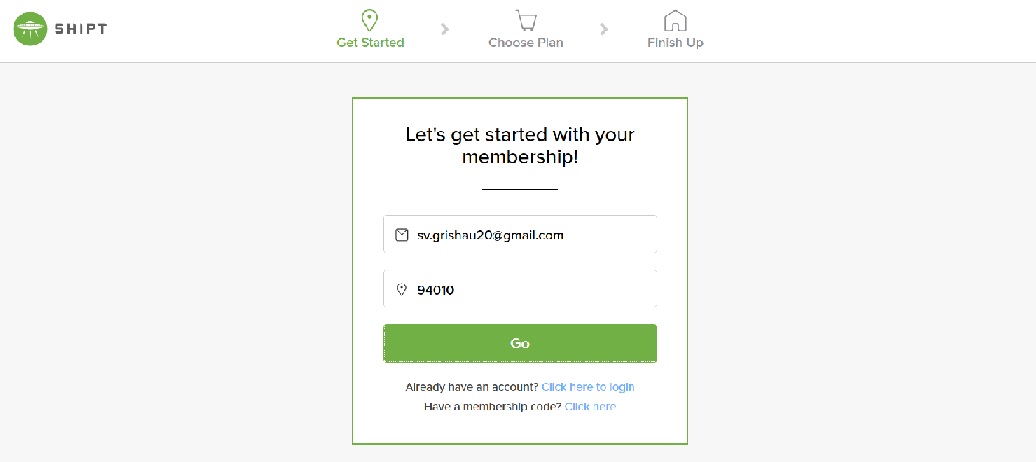 SHIPT
Get Started
Choose Plan
Finish Up
Let's get started with your
membership!
sv.grishau20@gmail.com
94010
Go
Already have an account? Click here to login
Have a membership code? Click here